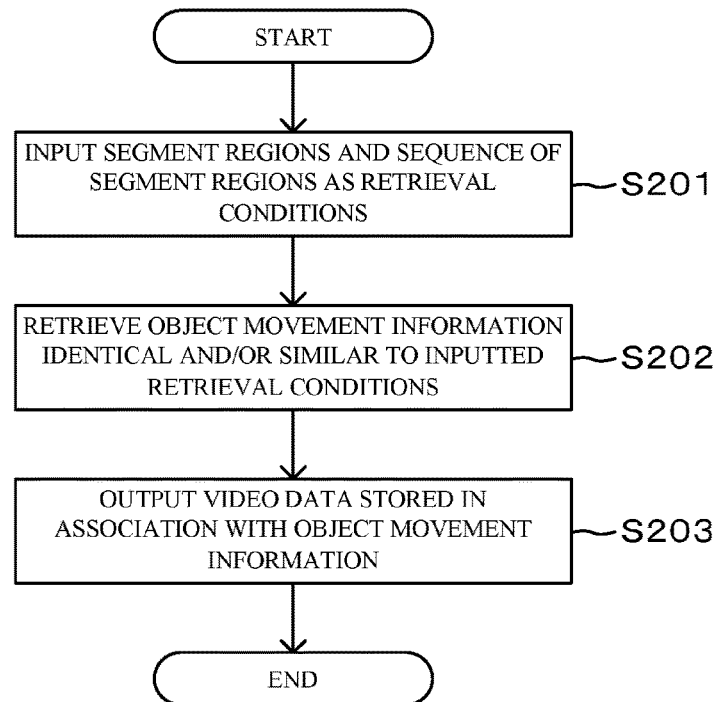 START
INPUT SEGMENT REGIONS AND SEQUENCE OF
SEGMENT REGIONS AS RETRIEVAL
CONDITIONS
S201
RETRIEVE OBJECT MOVEMENT INFORMATION
IDENTICAL AND/OR SIMILAR TO INPUTTED
RETRIEVAL CONDITIONS
S202
OUTPUT VIDEO DATA STORED IN
ASSOCIATION WITH OBJECT MOVEMENT
INFORMATION
S203
END